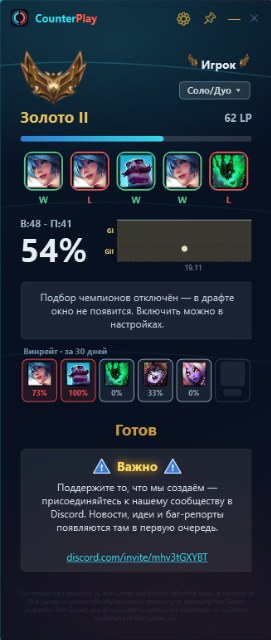 CounterPlay
Игрок
Соло/Дуо
Золото II
62 LP
W L W W L
В:48 - П:41
54%
GI
GII
19.11
Подбор чемпионов отключён — в драфте
окно не появится. Включить можно в
настройках.
Винрейт - за 30 дней
73% 100% 0% 33% 0%
Готов
Важно
Поддержите то, что мы создаём —
присоединяйтесь к нашему сообществу в
Discord. Новости, идеи и баг-репорты
появляются там в первую очередь.
discord.com/invite/mhv3tGXYBT